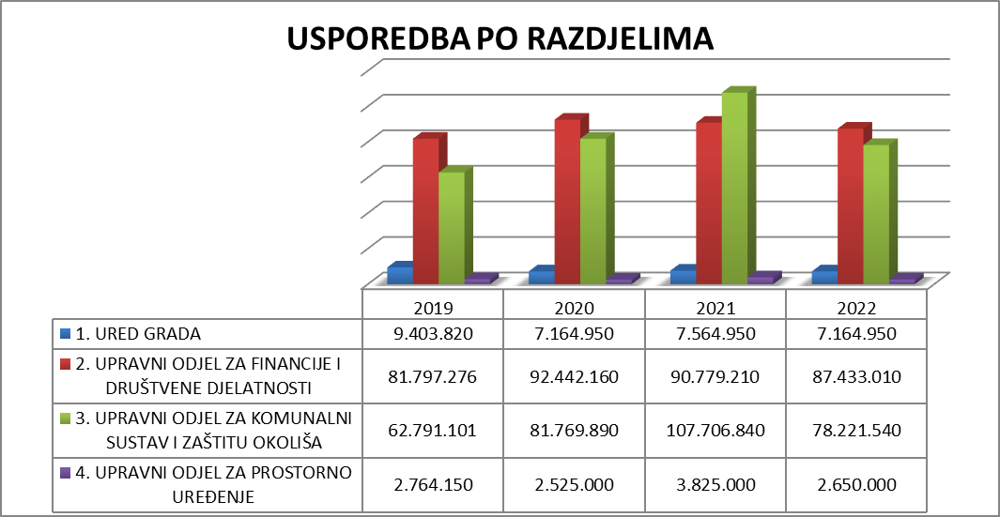 USPOREDBA PO RAZDJELIMA
2019 2020 2021 2022
1. URED GRADA 9.403.820 7.164.950 7.564.950 7.164.950
2. UPRAVNI ODJEL ZA FINANCIJE I
DRUŠTVENE DJELATNOSTI 81.797.276 92.442.160 90.779.210 87.433.010
3. UPRAVNI ODJEL ZA KOMUNALNI
SUSTAV I ZAŠTITU OKOLIŠA 62.791.101 81.769.890 107.706.840 78.221.540
4. UPRAVNI ODJEL ZA PROSTORNO
UREĐENJE 2.764.150 2.525.000 3.825.000 2.650.000